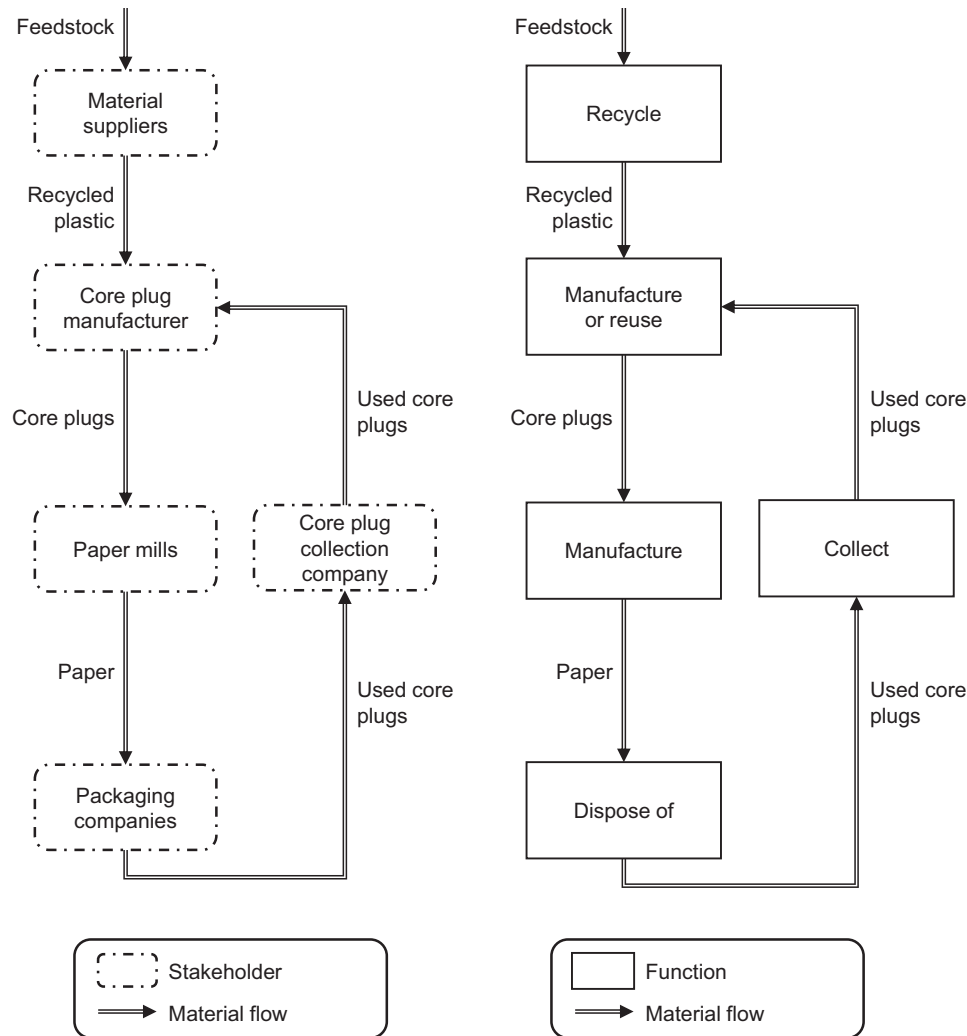 Feedstock
Material
suppliers
Recycled
plastic
Core plug
manufacturer
Core plugs
Used core
plugs
Paper mills
Core plug
collection
company
Paper
Used core
plugs
Packaging
companies
Stakeholder
Material flow
Feedstock
Recycle
Recycled
plastic
Manufacture
or reuse
Core plugs
Used core
plugs
Manufacture
Collect
Paper
Used core
plugs
Dispose of
Function
Material flow